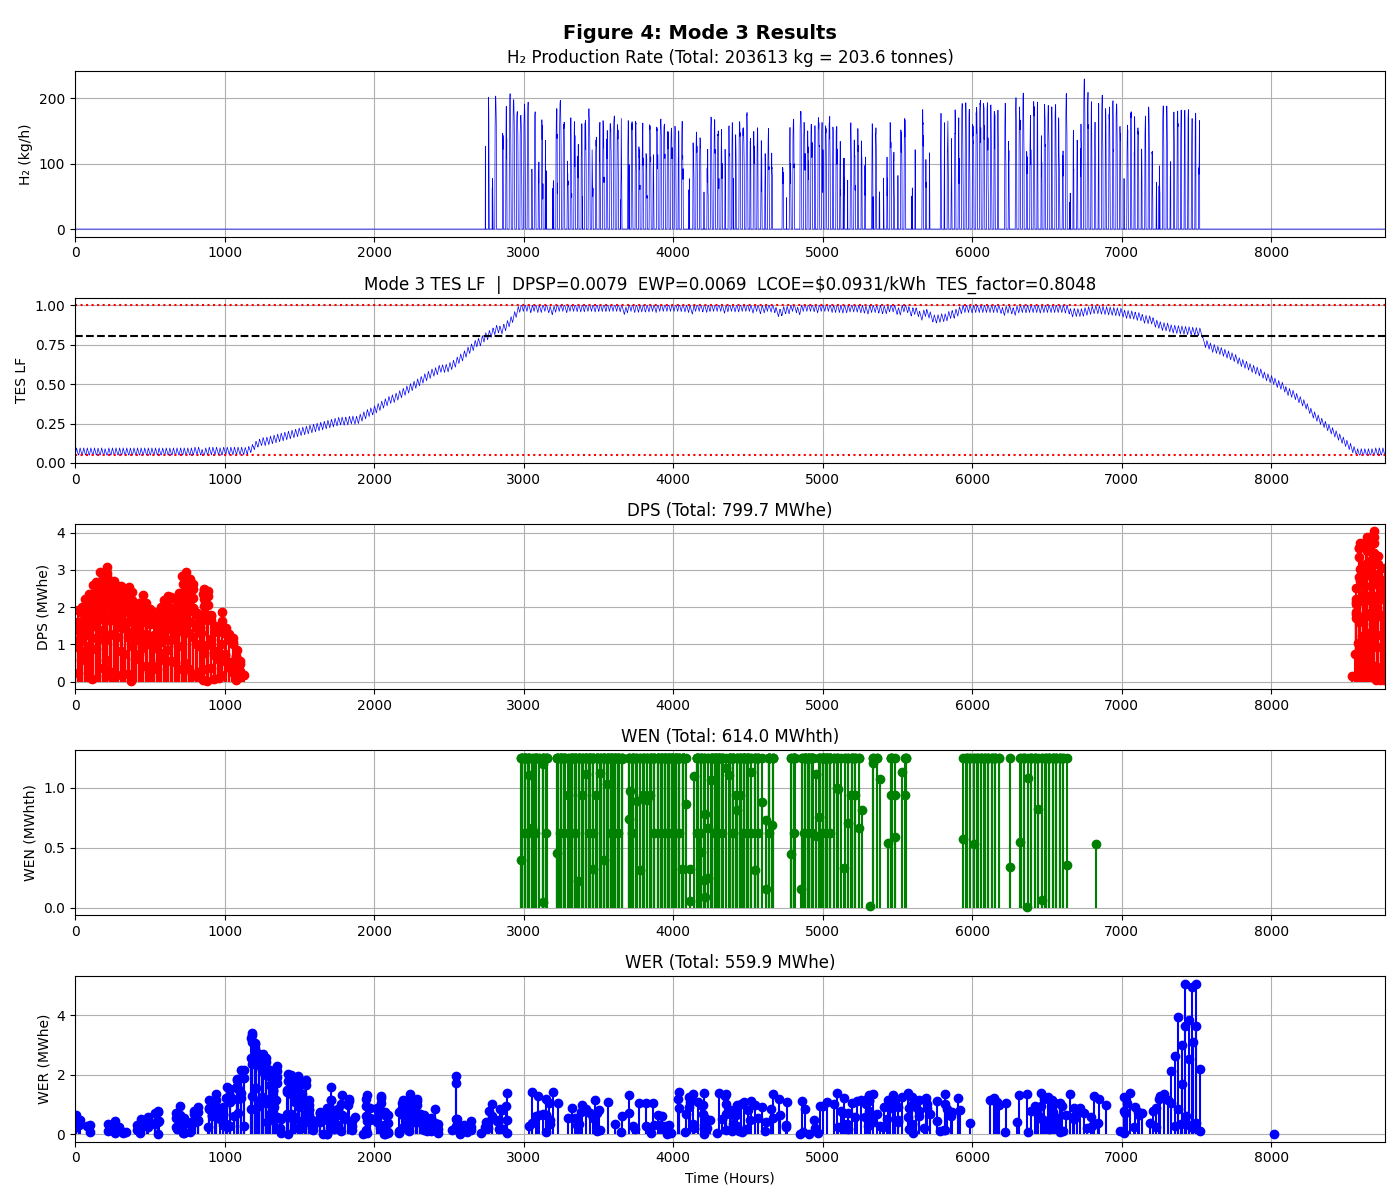 Figure 4: Mode 3 Results
H₂ Production Rate (Total: 203613 kg = 203.6 tonnes)
H₂ (kg/h)
200
100
0
0 1000 2000 3000 4000 5000 6000 7000 8000
Mode 3 TES LF | DPSP=0.0079 EWP=0.0069 LCOE=$0.0931/kWh TES_factor=0.8048
TES LF
1.00
0.75
0.50
0.25
0.00
0 1000 2000 3000 4000 5000 6000 7000 8000
DPS (Total: 799.7 MWhe)
DPS (MWhe)
4
3
2
1
0
0 1000 2000 3000 4000 5000 6000 7000 8000
WEN (Total: 614.0 MWhth)
WEN (MWhth)
1.0
0.5
0.0
0 1000 2000 3000 4000 5000 6000 7000 8000
WER (Total: 559.9 MWhe)
WER (MWhe)
4
2
0
0 1000 2000 3000 4000 5000 6000 7000 8000
Time (Hours)